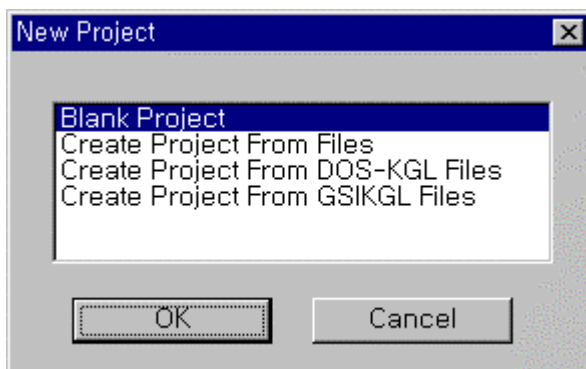 New Project
Blank Project
Create Project From Files
Create Project From DOS-KGL Files
Create Project From GSIKGL Files
OK
Cancel